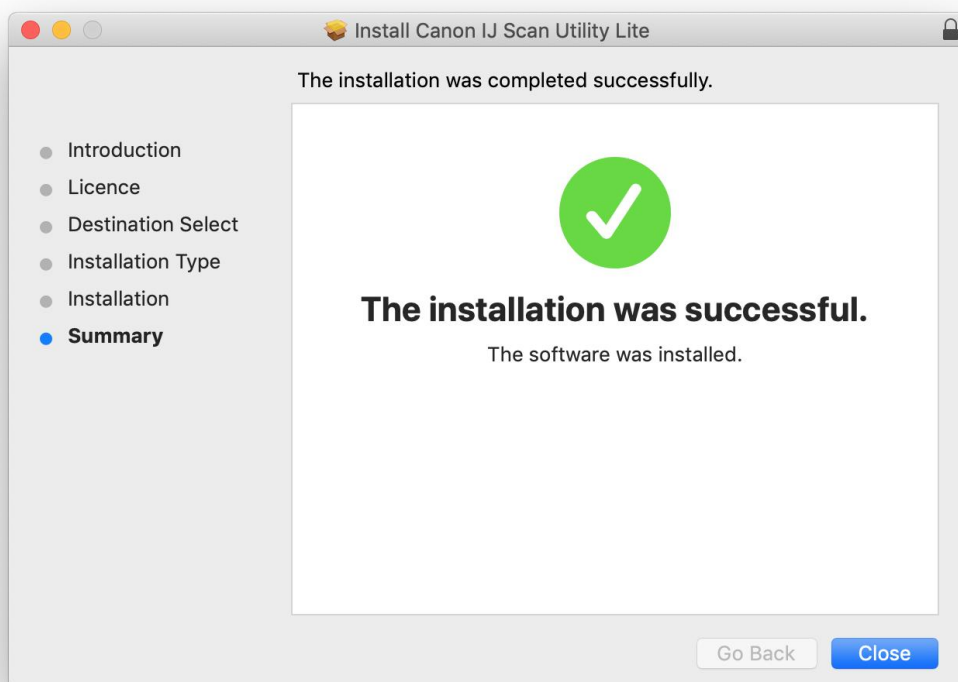 Install Canon IJ Scan Utility Lite
The installation was completed successfully.
Introduction
Licence
Destination Select
Installation Type
Installation
Summary
The installation was successful.
The software was installed.
Go Back
Close